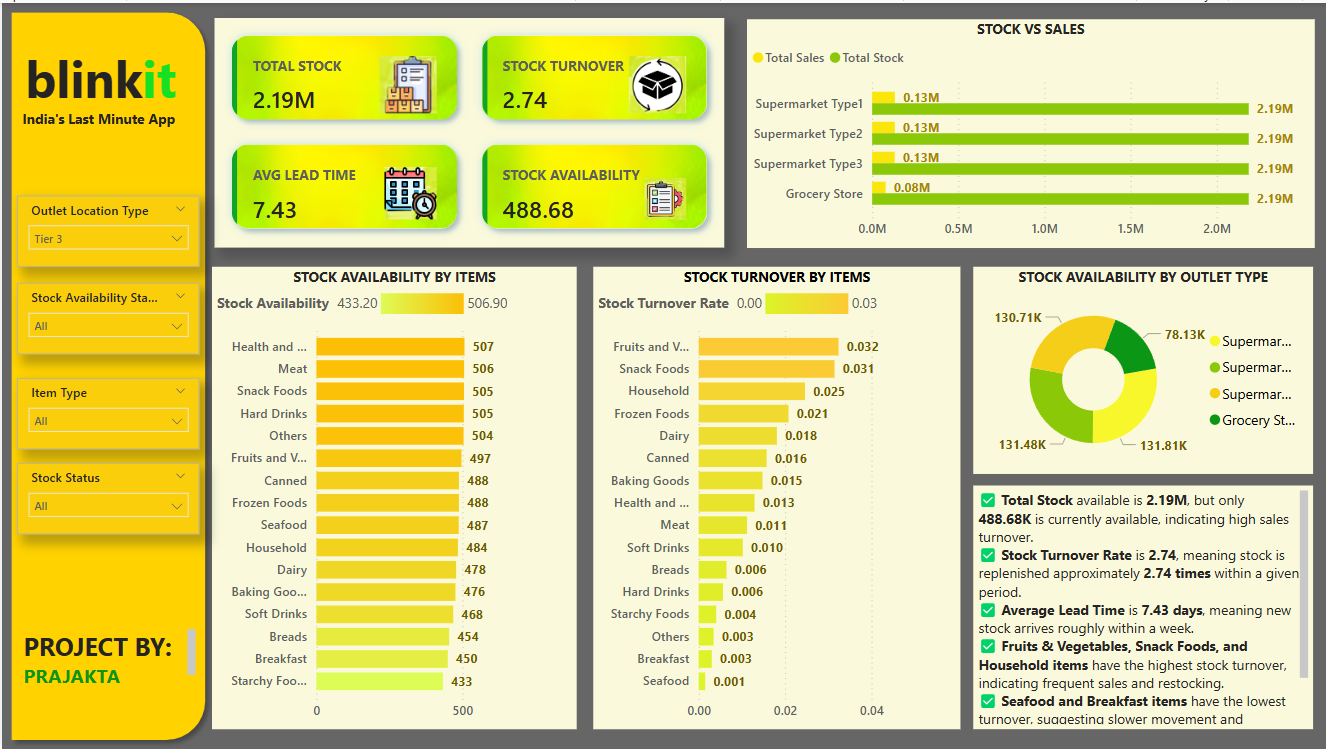 blinkit
India's Last Minute App
Outlet Location Type
Tier 3
Stock Availability Sta...
All
Item Type
All
Stock Status
All
PROJECT BY:
PRAJAKTA
TOTAL STOCK
2.19M
STOCK TURNOVER
2.74
AVG LEAD TIME
7.43
STOCK AVAILABILITY
488.68
STOCK VS SALES
Total Sales Total Stock
Supermarket Type1 0.13M 2.19M
Supermarket Type2 0.13M 2.19M
Supermarket Type3 0.13M 2.19M
Grocery Store 0.08M 2.19M
0.0M 0.5M 1.0M 1.5M 2.0M
STOCK AVAILABILITY BY ITEMS
Stock Availability 433.20 506.90
Health and ... 507
Meat 506
Snack Foods 505
Hard Drinks 505
Others 504
Fruits and V... 497
Canned 488
Frozen Foods 488
Seafood 487
Household 484
Dairy 478
Baking Goo... 476
Soft Drinks 468
Breads 454
Breakfast 450
Starchy Foo... 433
0 500
STOCK TURNOVER BY ITEMS
Stock Turnover Rate 0.00 0.03
Fruits and V... 0.032
Snack Foods 0.031
Household 0.025
Frozen Foods 0.021
Dairy 0.018
Canned 0.016
Baking Goods 0.015
Health and ... 0.013
Meat 0.011
Soft Drinks 0.010
Breads 0.006
Hard Drinks 0.006
Starchy Foods 0.004
Others 0.003
Breakfast 0.003
Seafood 0.001
0.00 0.02 0.04
STOCK AVAILABILITY BY OUTLET TYPE
130.71K
78.13K
131.48K
131.81K
Supermar...
Supermar...
Supermar...
Grocery St...
✅ Total Stock available is 2.19M, but only
488.68K is currently available, indicating high sales
turnover.
✅ Stock Turnover Rate is 2.74, meaning stock is
replenished approximately 2.74 times within a given
period.
✅ Average Lead Time is 7.43 days, meaning new
stock arrives roughly within a week.
✅ Fruits & Vegetables, Snack Foods, and
Household items have the highest stock turnover,
indicating frequent sales and restocking.
✅ Seafood and Breakfast items have the lowest
turnover, suggesting slower movement and